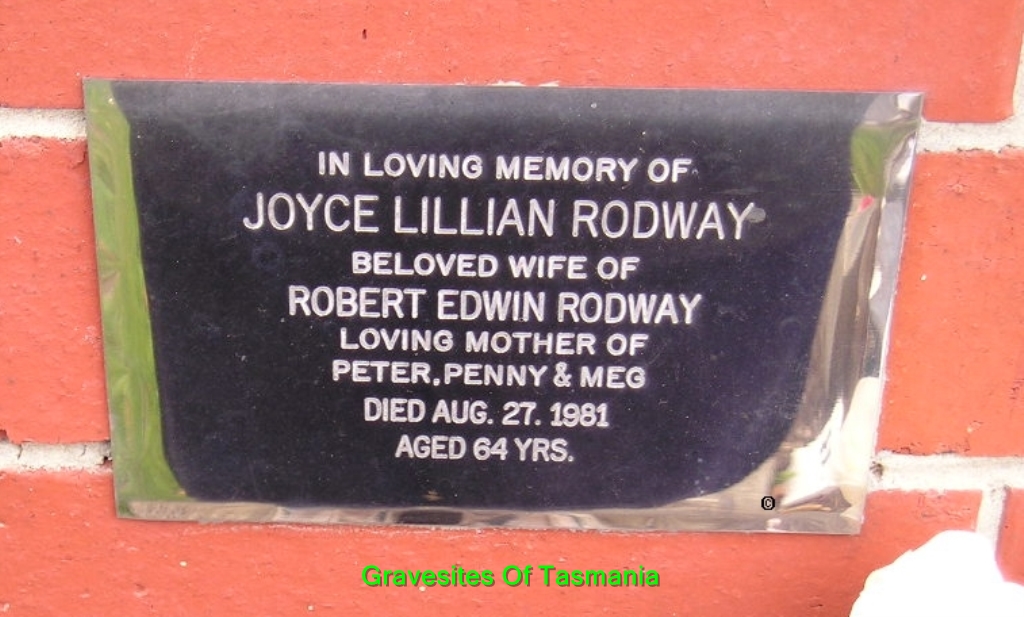 IN LOVING MEMORY OF
JOYCE LILLIAN RODWAY
BELOVED WIFE OF
ROBERT EDWIN RODWAY
LOVING MOTHER OF
PETER, PENNY & MEG
DIED AUG. 27. 1981
AGED 64 YRS.
©
Gravesites Of Tasmania